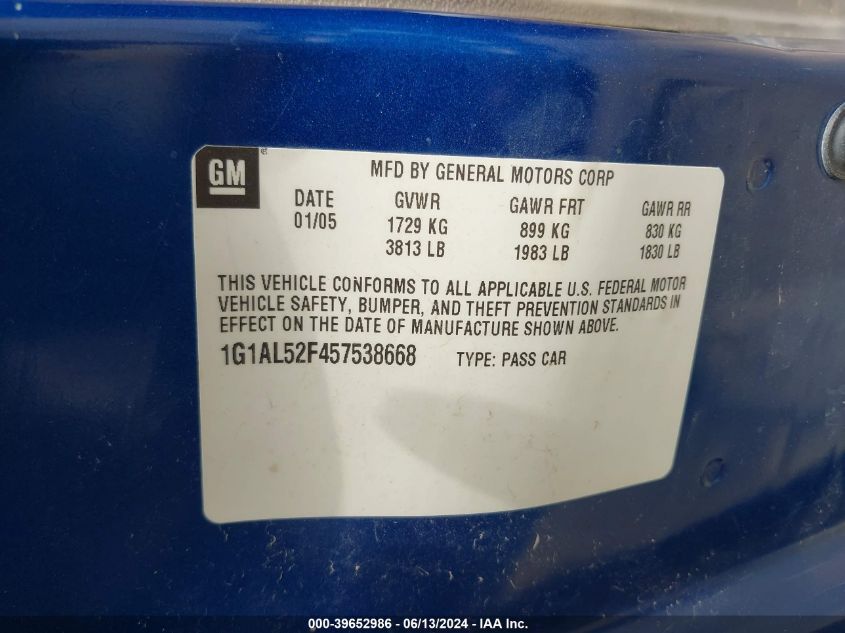 GM
MFD BY GENERAL MOTORS CORP
DATE GVWR GAWR FRT GAWR RR
01/05 1729 KG 899 KG 830 KG
3813 LB 1983 LB 1830 LB
THIS VEHICLE CONFORMS TO ALL APPLICABLE U.S. FEDERAL MOTOR
VEHICLE SAFETY, BUMPER, AND THEFT PREVENTION STANDARDS IN
EFFECT ON THE DATE OF MANUFACTURE SHOWN ABOVE.
1G1AL52F457538668 TYPE: PASS CAR
000-39652986 - 06/13/2024 - IAA Inc.